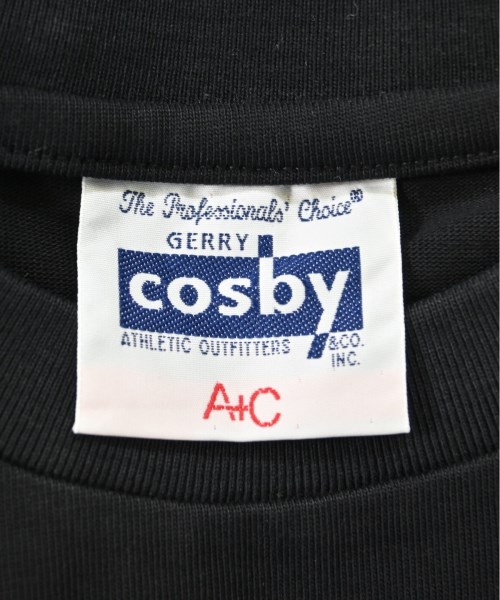 The Professionals' Choice®
GERRY
cosby
ATHLETIC OUTFITTERS &CO.
INC.
A+C